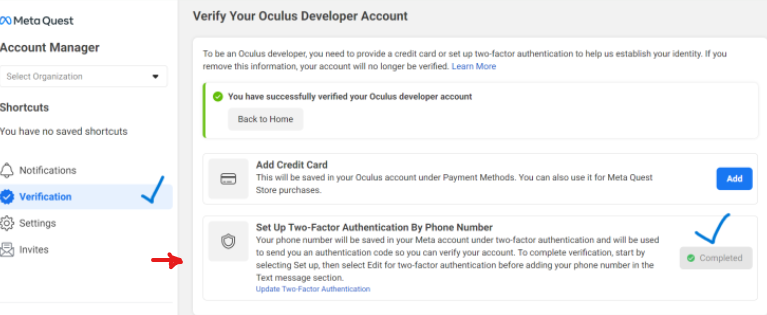 Meta Quest
Account Manager
Select Organization
Shortcuts
You have no saved shortcuts
Notifications
Verification
Settings
Invites
Verify Your Oculus Developer Account
To be an Oculus developer, you need to provide a credit card or set up two-factor authentication to help us establish your identity. If you
remove this information, your account will no longer be verified. Learn More
You have successfully verified your Oculus developer account
Back to Home
Add Credit Card
This will be saved in your Oculus account under Payment Methods. You can also use it for Meta Quest
Store purchases.
Add
Set Up Two-Factor Authentication By Phone Number
Your phone number will be saved in your Meta account under two-factor authentication and will be used
to send you an authentication code so you can verify your account. To complete verification, start by
selecting Set up, then select Edit for two-factor authentication before adding your phone number in the
Text message section.
Update Two-Factor Authentication
Completed